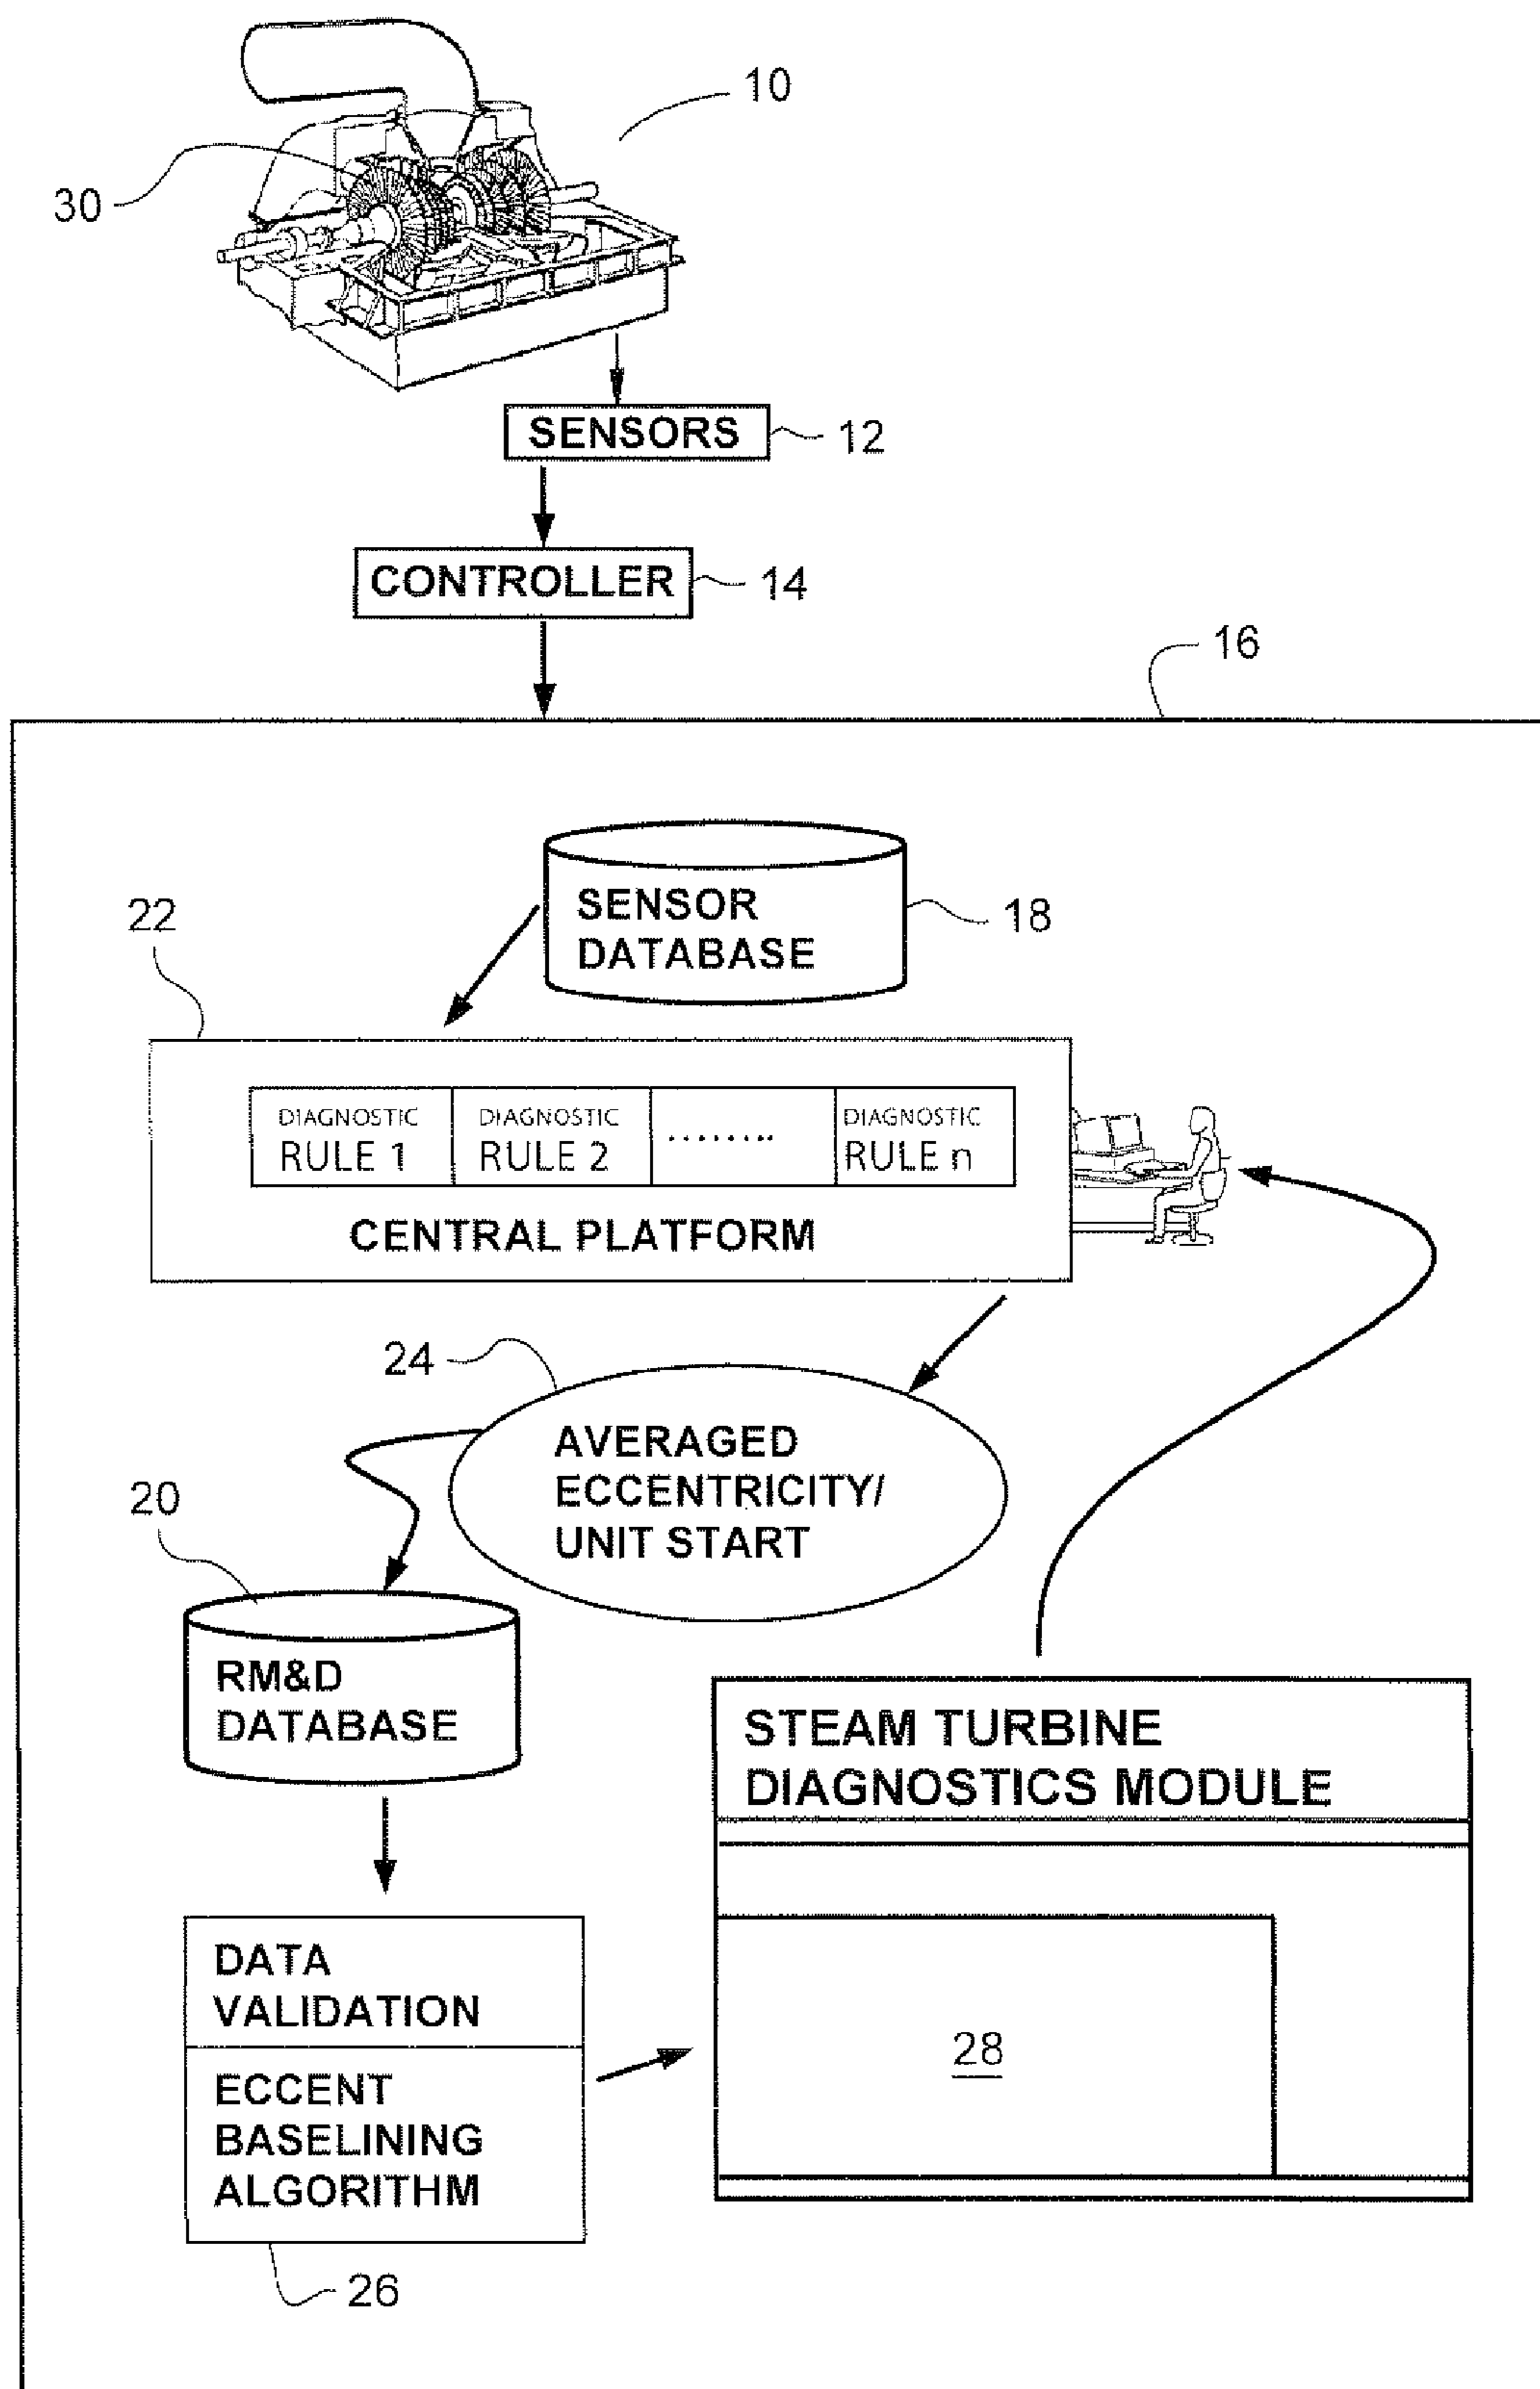 10
30
SENSORS
12
CONTROLLER
14
16
SENSOR
DATABASE
18
22
DIAGNOSTIC
RULE 1
DIAGNOSTIC
RULE 2
........
DIAGNOSTIC
RULE n
CENTRAL PLATFORM
24
AVERAGED
ECCENTRICITY/
UNIT START
20
RM&D
DATABASE
STEAM TURBINE
DIAGNOSTICS MODULE
28
DATA
VALIDATION
ECCENT
BASELINING
ALGORITHM
26